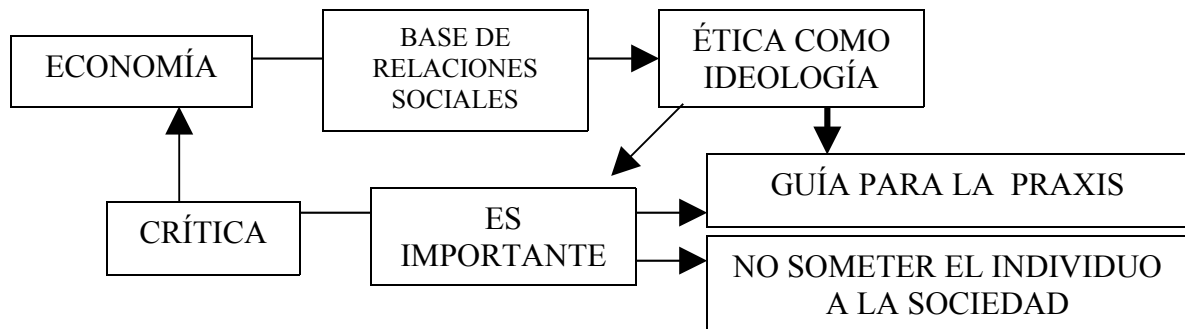 ECONOMÍA
BASE DE
RELACIONES
SOCIALES
ÉTICA COMO
IDEOLOGÍA
GUÍA PARA LA PRAXIS
CRÍTICA
ES
IMPORTANTE
NO SOMETER EL INDIVIDUO
A LA SOCIEDAD